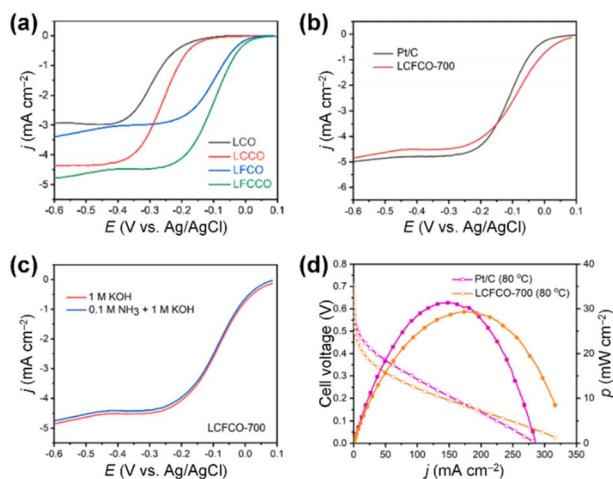 (a)
0
-1
-2
-3
-4
-5
j (mA cm⁻²)
LCO
LCCO
LFCO
LFCCO
-0.6 -0.5 -0.4 -0.3 -0.2 -0.1 0.0 0.1
E (V vs. Ag/AgCl)
(b)
0
-1
-2
-3
-4
-5
-6
j (mA cm⁻²)
Pt/C
LCFCO-700
-0.6 -0.5 -0.4 -0.3 -0.2 -0.1 0.0 0.1
E (V vs. Ag/AgCl)
(c)
0
-1
-2
-3
-4
-5
j (mA cm⁻²)
1 M KOH
0.1 M NH₃ + 1 M KOH
LCFCO-700
-0.6 -0.5 -0.4 -0.3 -0.2 -0.1 0.0 0.1
E (V vs. Ag/AgCl)
(d)
0.8
0.7
0.6
0.5
0.4
0.3
0.2
0.1
0.0
Cell voltage (V)
Pt/C (80 °C)
LCFCO-700 (80 °C)
40
30
20
10
0
p (mW cm⁻²)
0 50 100 150 200 250 300 350
j (mA cm⁻²)